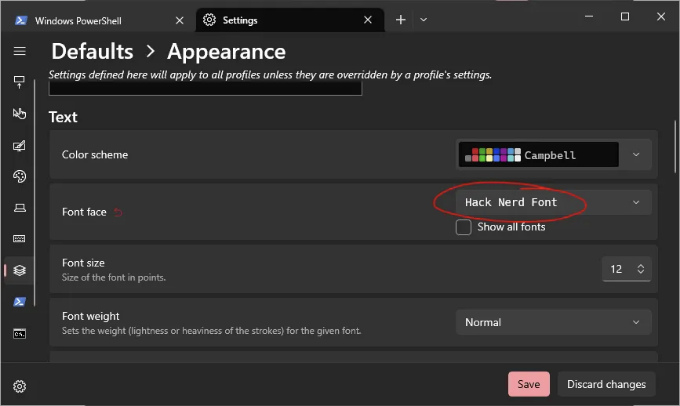 Windows PowerShell
Settings
Defaults > Appearance
Settings defined here will apply to all profiles unless they are overridden by a profile's settings.
Text
Color scheme
Campbell
Font face
Hack Nerd Font
Show all fonts
Font size
Size of the font in points.
12
Font weight
Sets the weight (lightness or heaviness of the strokes) for the given font.
Normal
Save
Discard changes